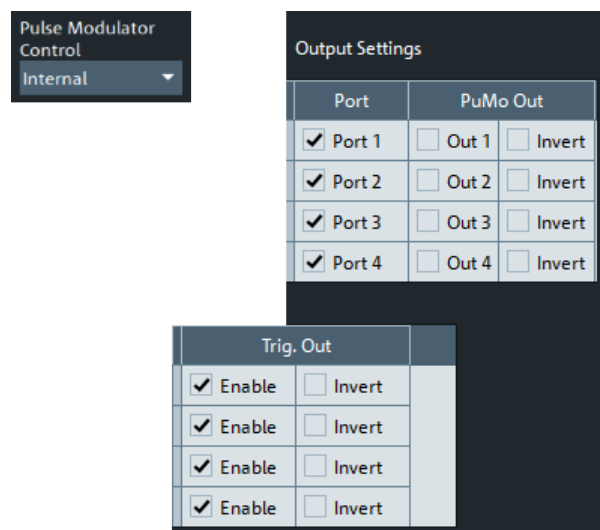 Pulse Modulator
Control
Internal
Output Settings
Port PuMo Out
Port 1 Out 1 Invert
Port 2 Out 2 Invert
Port 3 Out 3 Invert
Port 4 Out 4 Invert
Trig. Out
Enable Invert
Enable Invert
Enable Invert
Enable Invert